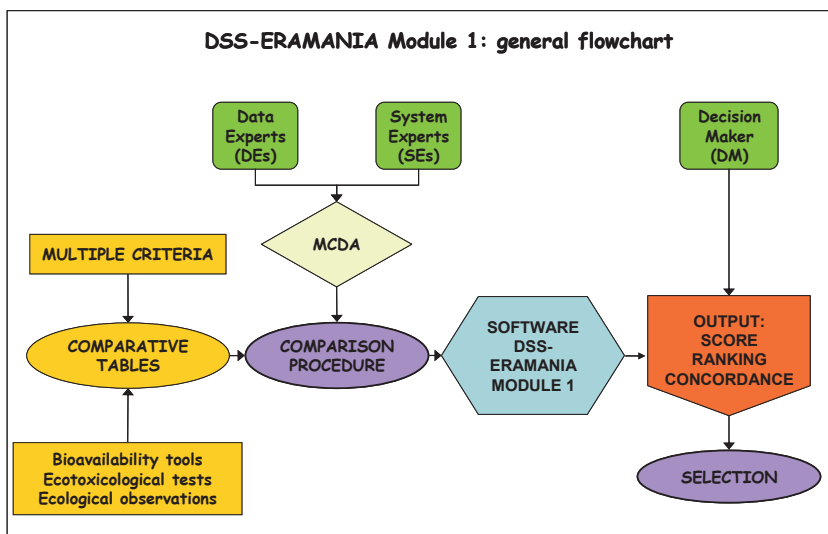 DSS-ERAMANIA Module 1: general flowchart
Data
Experts
(DEs)
System
Experts
(SEs)
Decision
Maker
(DM)
MCDA
MULTIPLE CRITERIA
COMPARATIVE
TABLES
COMPARISON
PROCEDURE
SOFTWARE
DSS-
ERAMANIA
MODULE 1
OUTPUT:
SCORE
RANKING
CONCORDANCE
Bioavailability tools
Ecotoxicological tests
Ecological observations
SELECTION